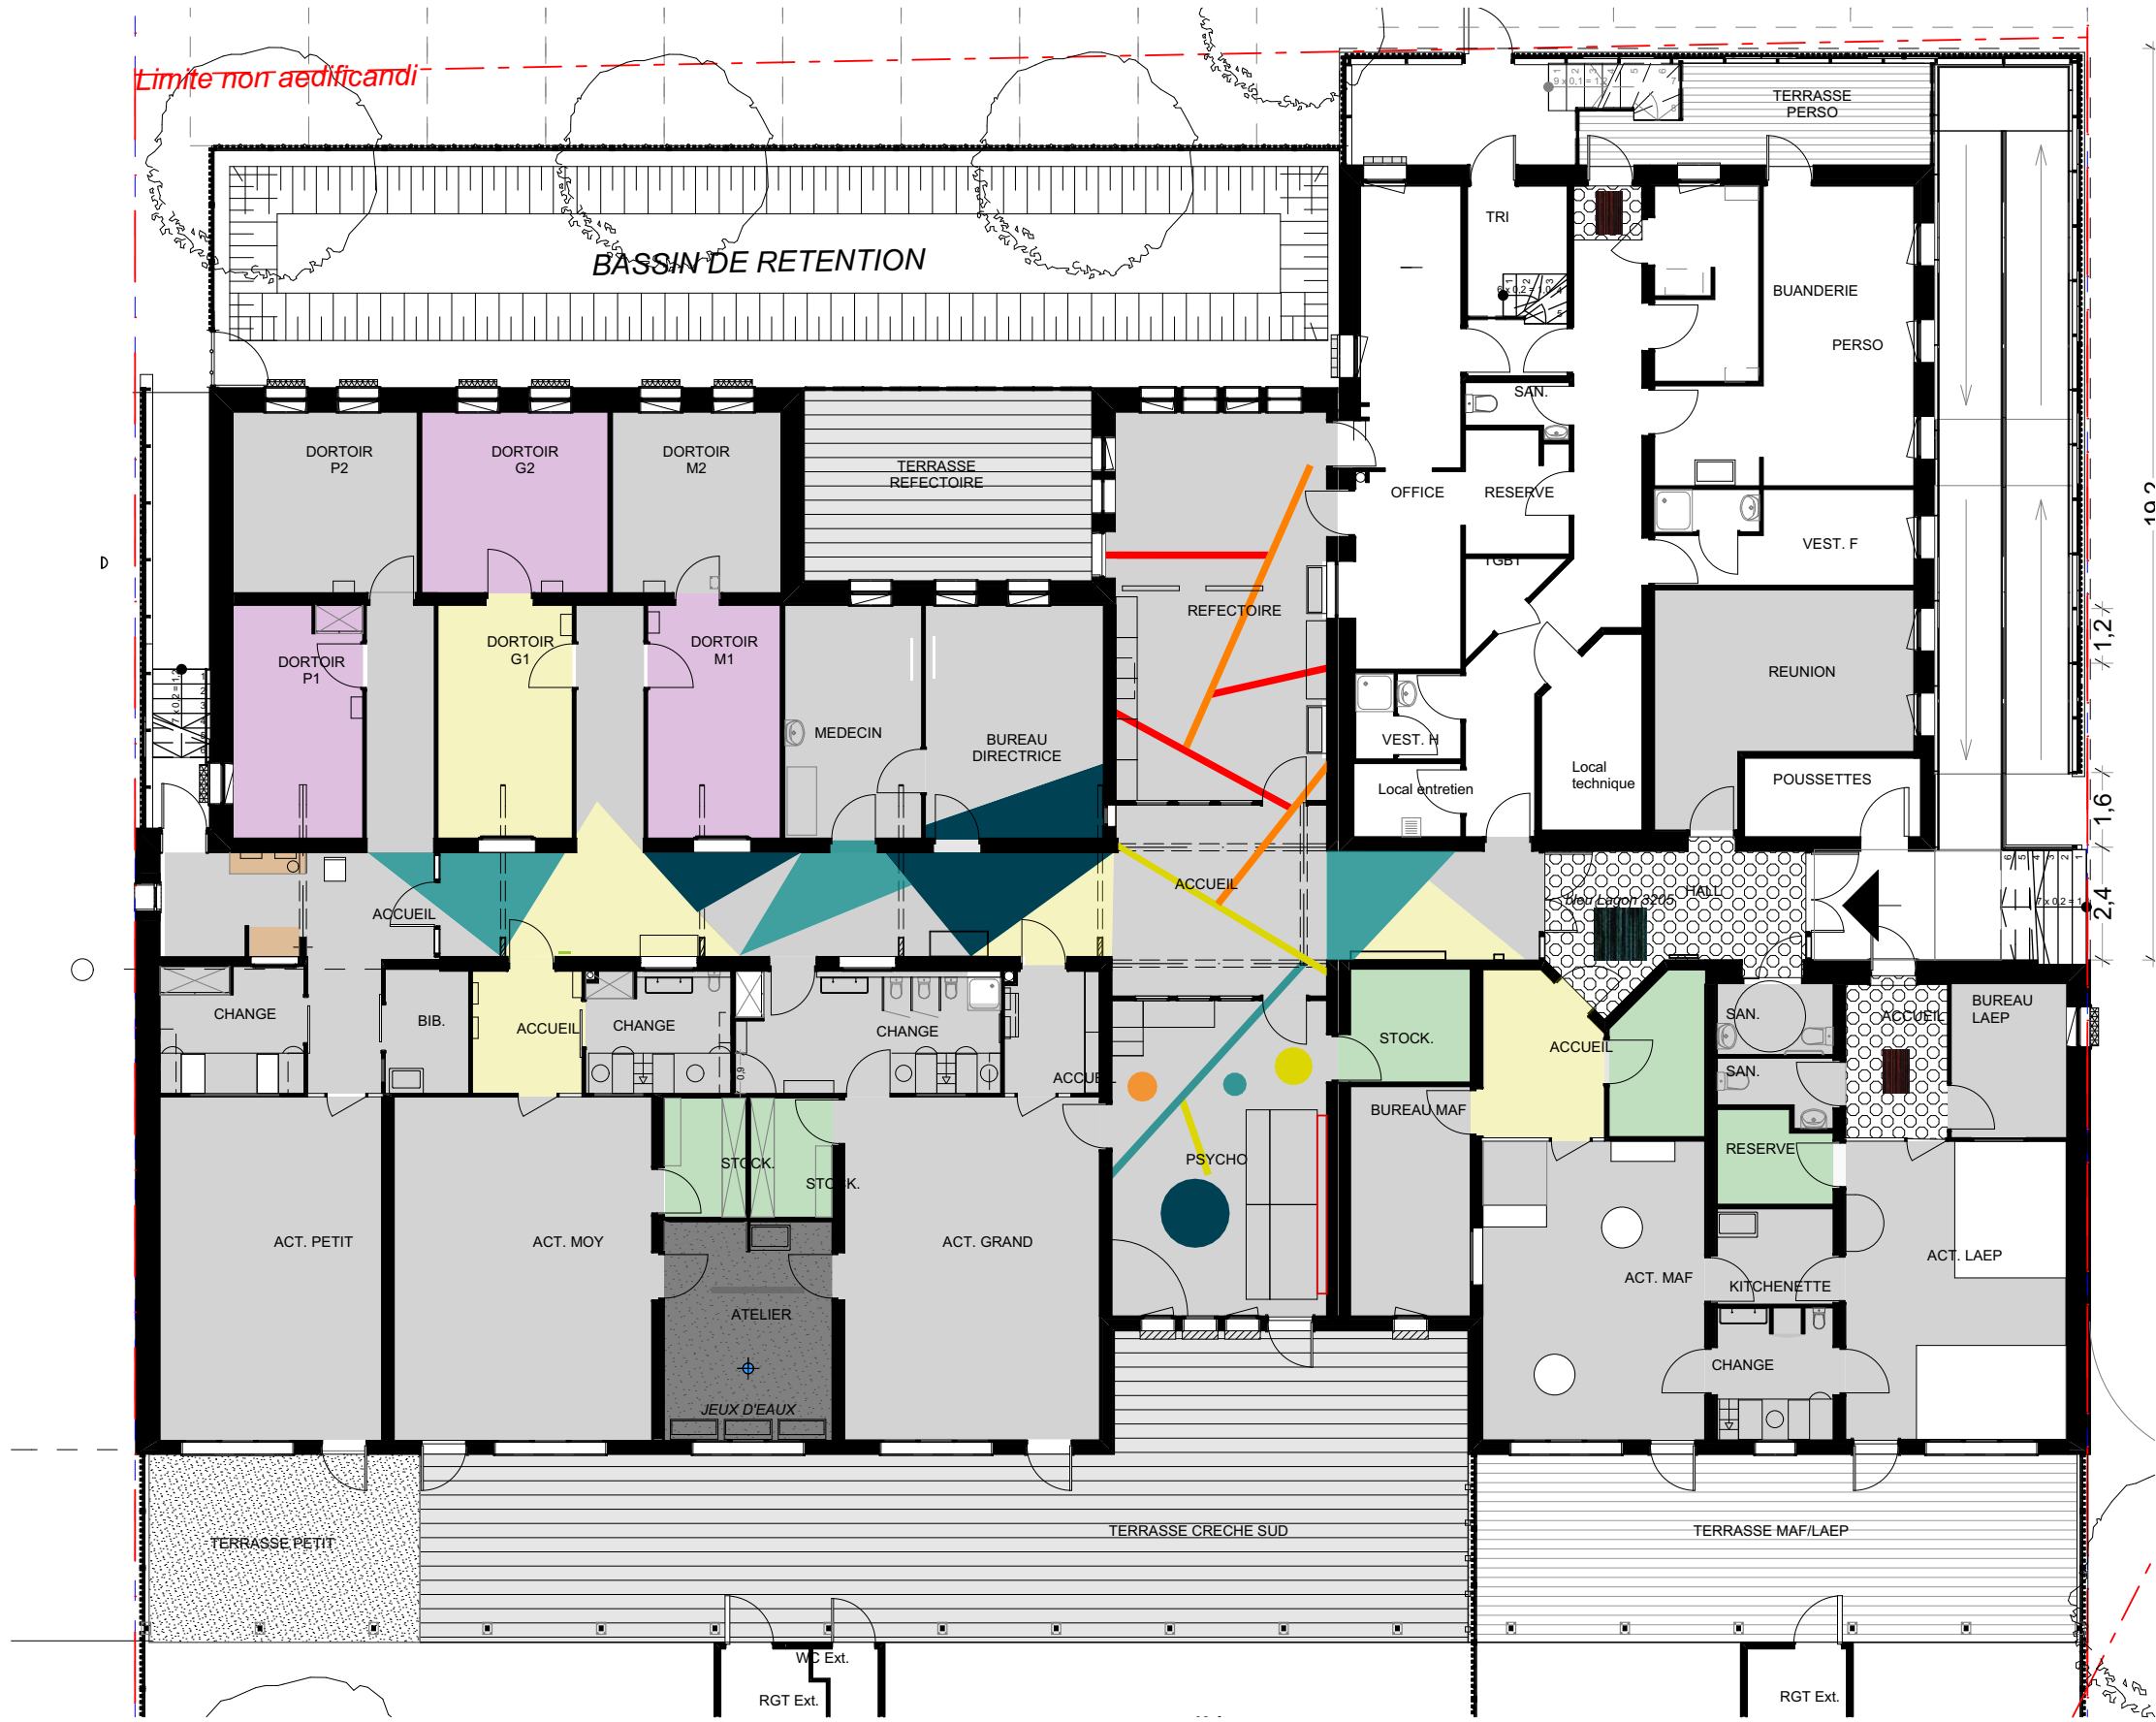 Limite non aedificandi
TERRASSE
PERSO
BASSIN DE RETENTION
TRI
BUANDERIE
PERSO
SAN.
DORTOIR
P2
DORTOIR
G2
DORTOIR
M2
TERRASSE
REFECTOIRE
OFFICE
RESERVE
19,2
VEST. F
TGBT
REFECTOIRE
1,2
DORTOIR
P1
DORTOIR
G1
DORTOIR
M1
REUNION
MEDECIN
BUREAU
DIRECTRICE
VEST. H
Local
technique
POUSSETTES
Local entretien
1,6
ACCUEIL
ACCUEIL
HALL
bleu Lagon 3205
2,4
CHANGE
BIB.
ACCUEIL
CHANGE
CHANGE
ACCUEIL
STOCK.
ACCUEIL
SAN.
ACCUEIL
BUREAU
LAEP
SAN.
BUREAU MAF
RESERVE
STOCK.
STOCK.
PSYCHO
ACT. PETIT
ACT. MOY
ACT. GRAND
ACT. MAF
KITCHENETTE
ACT. LAEP
ATELIER
CHANGE
JEUX D'EAUX
TERRASSE PETIT
TERRASSE CRECHE SUD
TERRASSE MAF/LAEP
WC Ext.
RGT Ext.
RGT Ext.